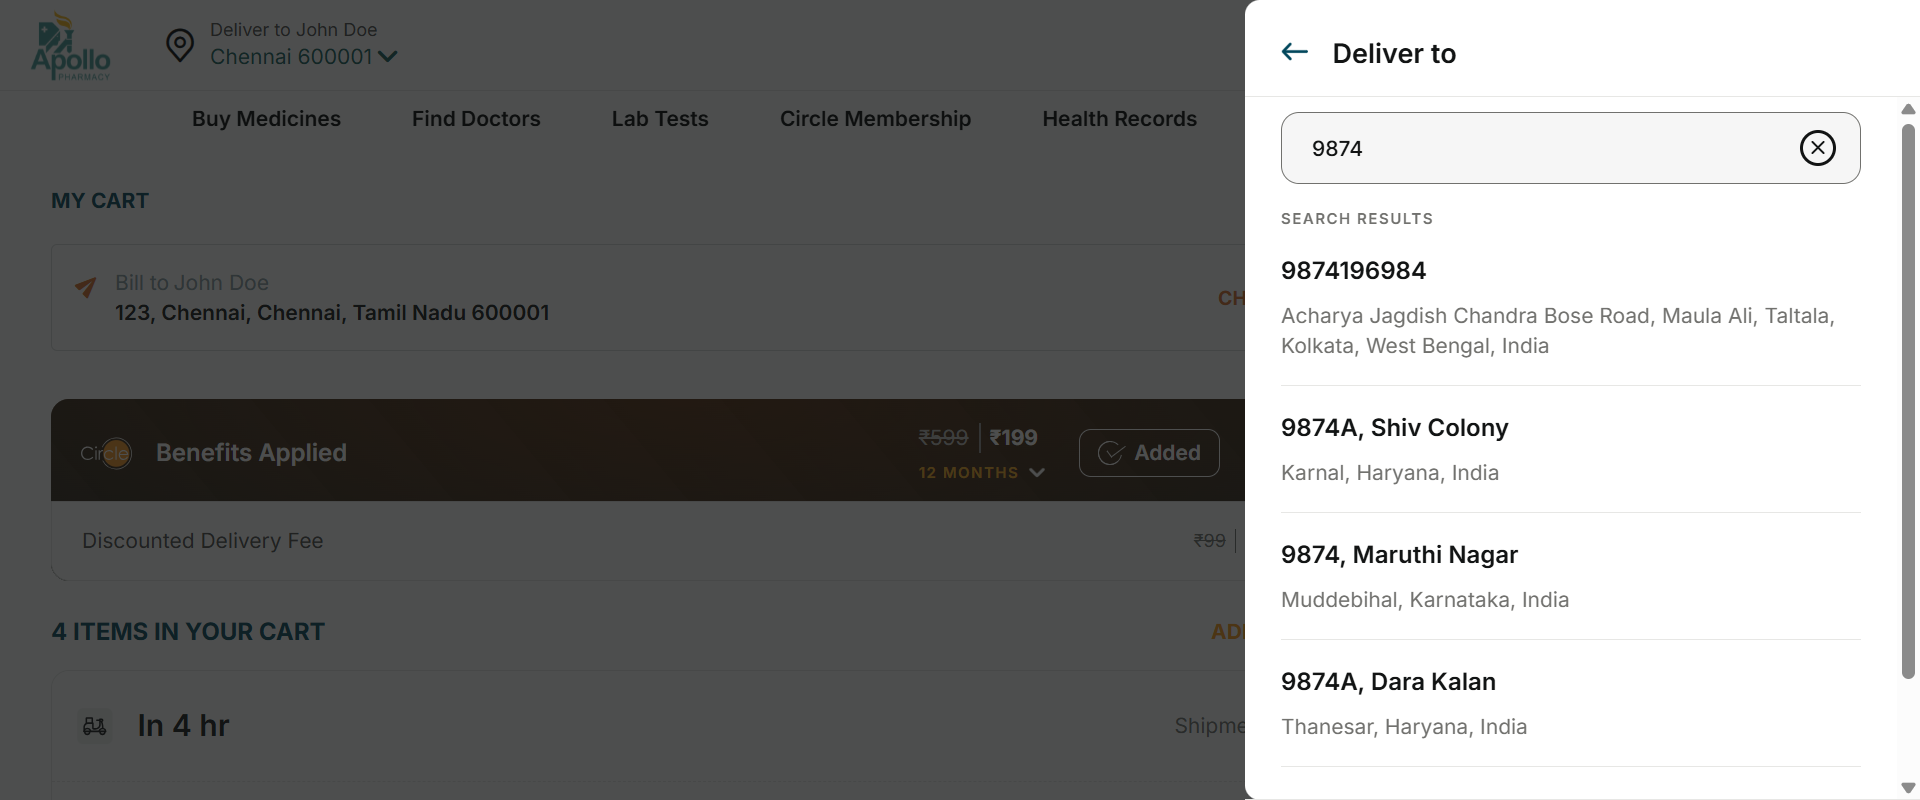 Apollo
PHARMACY
Deliver to John Doe
Chennai 600001
Buy Medicines
Find Doctors
Lab Tests
Circle Membership
Health Records
MY CART
Bill to John Doe
123, Chennai, Chennai, Tamil Nadu 600001
CH
Circle
Benefits Applied
₹599
₹199
12 MONTHS
Added
Discounted Delivery Fee
₹99
4 ITEMS IN YOUR CART
In 4 hr
Deliver to
9874
SEARCH RESULTS
9874196984
Acharya Jagdish Chandra Bose Road, Maula Ali, Taltala,
Kolkata, West Bengal, India
9874A, Shiv Colony
Karnal, Haryana, India
9874, Maruthi Nagar
Muddebihal, Karnataka, India
9874A, Dara Kalan
Thanesar, Haryana, India